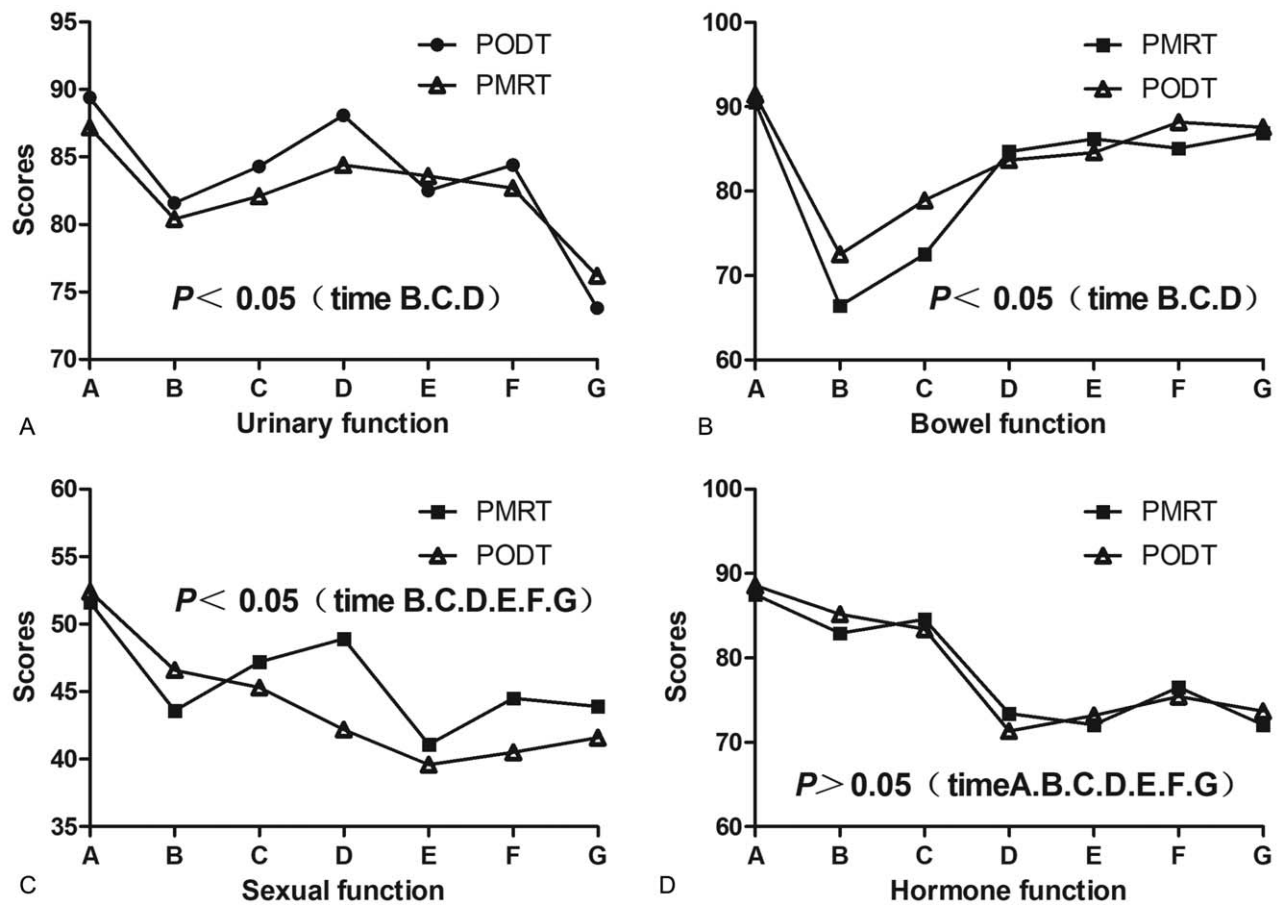 95
90
85
80
75
70
Scores
PODT
PMRT
P< 0.05（time B.C.D）
A B C D E F G
Urinary function
A
100
90
80
70
60
PMRT
PODT
P< 0.05（time B.C.D）
A B C D E F G
Bowel function
B
60
55
50
45
40
35
Scores
PMRT
PODT
P< 0.05（time B.C.D.E.F.G）
A B C D E F G
Sexual function
C
100
90
80
70
60
Scores
PMRT
PODT
P> 0.05（timeA.B.C.D.E.F.G）
A B C D E F G
Hormone function
D